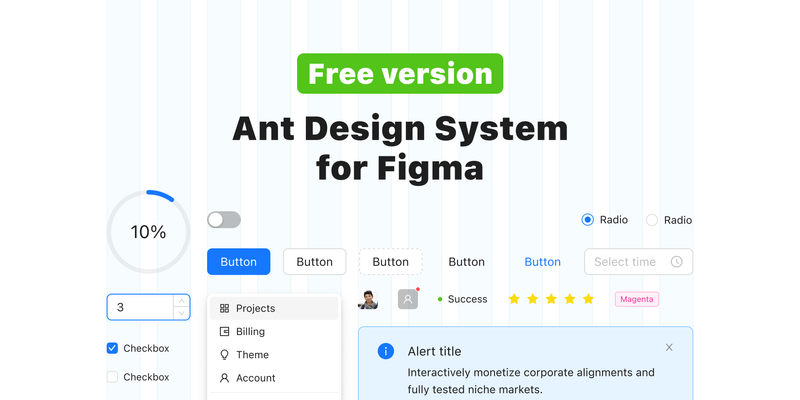 Free version
Ant Design System
for Figma
10%
Radio
Radio
Button
Button
Button
Button
Button
Select time
3
Projects
Billing
Theme
Account
Success
Magenta
Checkbox
Checkbox
Alert title
Interactively monetize corporate alignments and
fully tested niche markets.